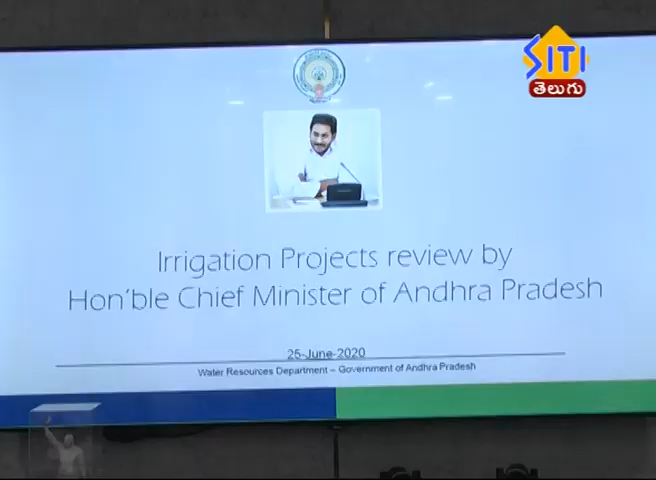 SITI
తెలుగు
Irrigation Projects review by
Hon'ble Chief Minister of Andhra Pradesh
25-June-2020
Water Resources Department – Government of Andhra Pradesh